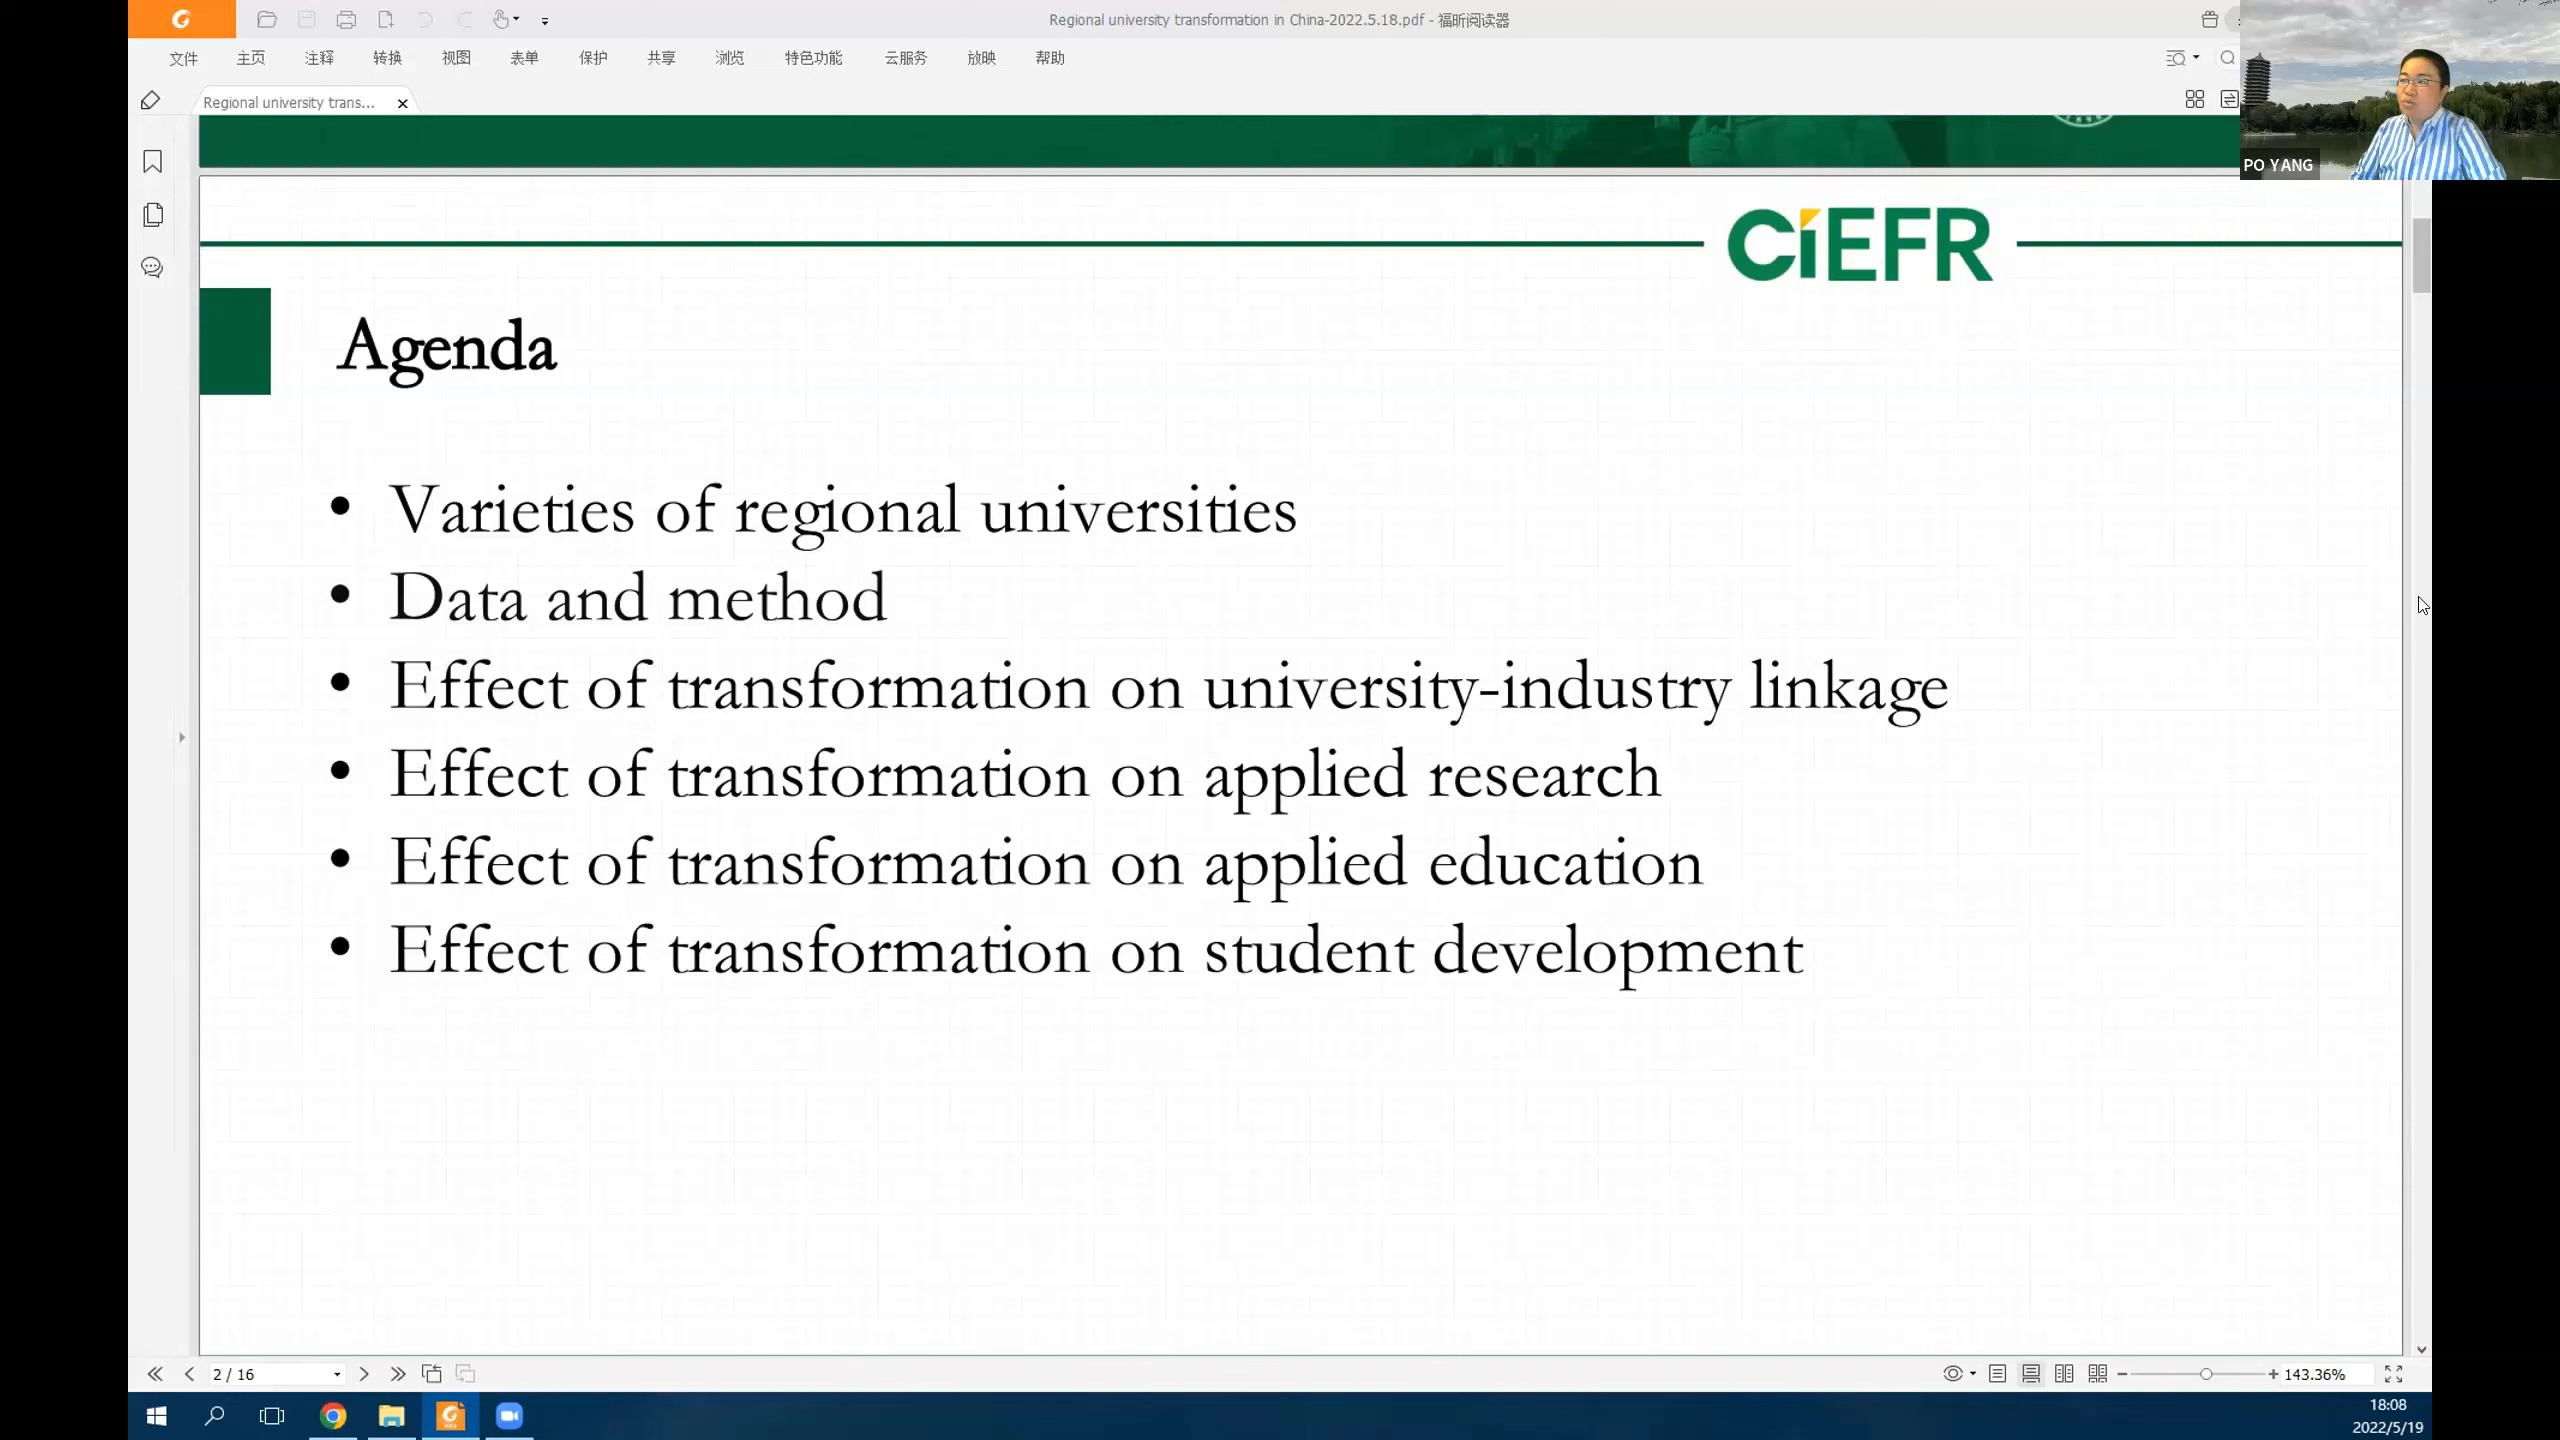 Regional university transformation in China-2022.5.18.pdf - 福昕阅读器
文件 主页 注释 转换 视图 表单 保护 共享 浏览 特色功能 云服务 放映 帮助
Regional university trans...
PO YANG
CiEFR
Agenda
• Varieties of regional universities
• Data and method
• Effect of transformation on university-industry linkage
• Effect of transformation on applied research
• Effect of transformation on applied education
• Effect of transformation on student development
2 / 16
143.36%
18:08
2022/5/19